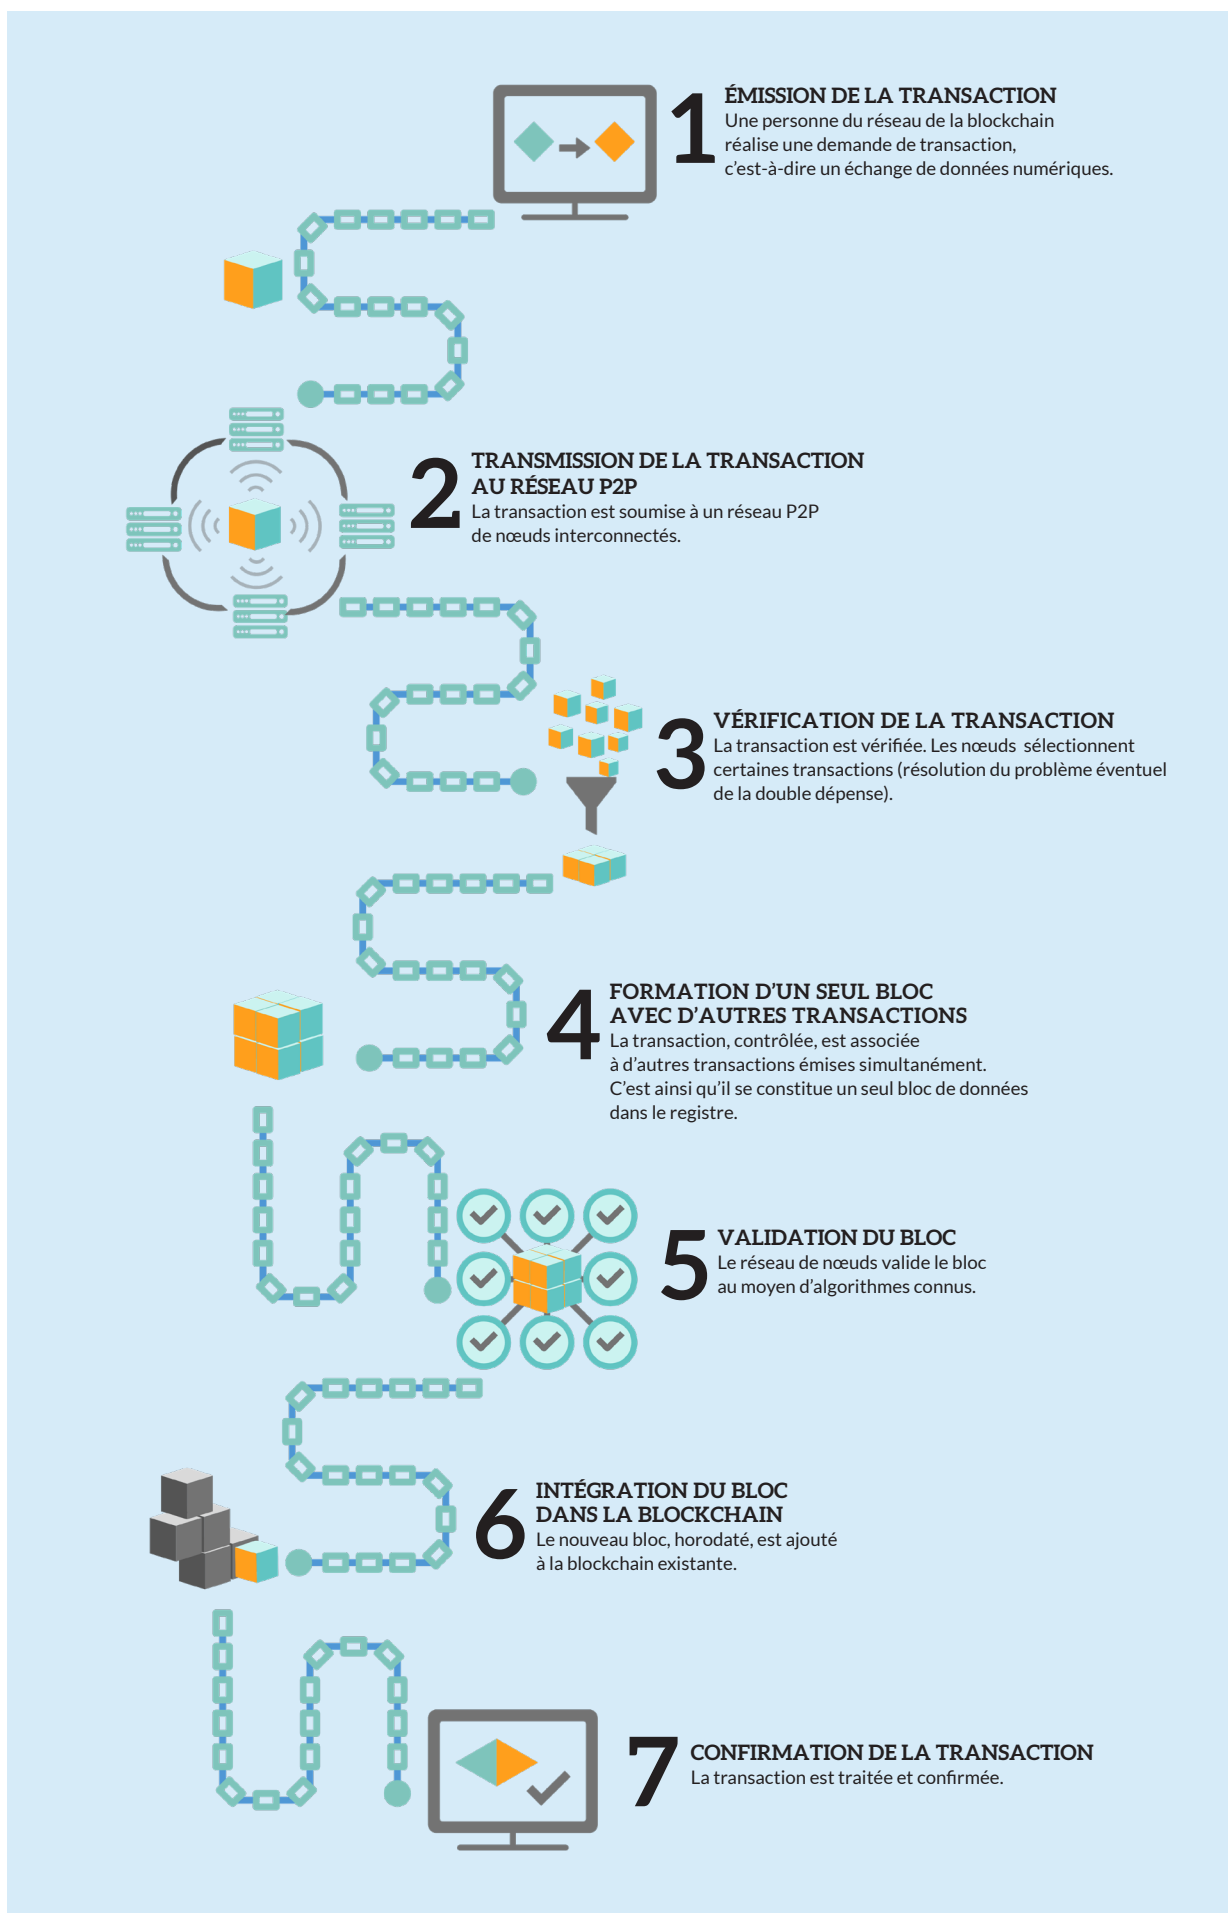 1
ÉMISSION DE LA TRANSACTION
Une personne du réseau de la blockchain
réalise une demande de transaction,
c’est-à-dire un échange de données numériques.
2
TRANSMISSION DE LA TRANSACTION
AU RÉSEAU P2P
La transaction est soumise à un réseau P2P
de nœuds interconnectés.
3
VÉRIFICATION DE LA TRANSACTION
La transaction est vérifiée. Les nœuds sélectionnent
certaines transactions (résolution du problème éventuel
de la double dépense).
4
FORMATION D’UN SEUL BLOC
AVEC D’AUTRES TRANSACTIONS
La transaction, contrôlée, est associée
à d’autres transactions émises simultanément.
C’est ainsi qu’il se constitue un seul bloc de données
dans le registre.
5
VALIDATION DU BLOC
Le réseau de nœuds valide le bloc
au moyen d’algorithmes connus.
6
INTÉGRATION DU BLOC
DANS LA BLOCKCHAIN
Le nouveau bloc, horodaté, est ajouté
à la blockchain existante.
7
CONFIRMATION DE LA TRANSACTION
La transaction est traitée et confirmée.